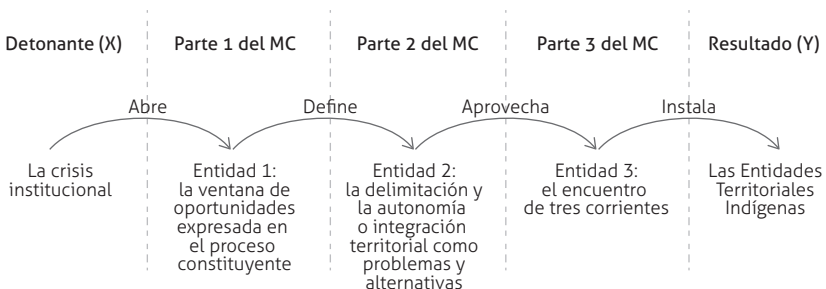 Detonante (X)
Parte 1 del MC
Parte 2 del MC
Parte 3 del MC
Resultado (Y)
Abre
Define
Aprovecha
Instala
La crisis
institucional
Entidad 1:
la ventana de
oportunidades
expresada en
el proceso
constituyente
Entidad 2:
la delimitación y
la autonomía
o integración
territorial como
problemas y
alternativas
Entidad 3:
el encuentro
de tres corrientes
Las Entidades
Territoriales
Indígenas